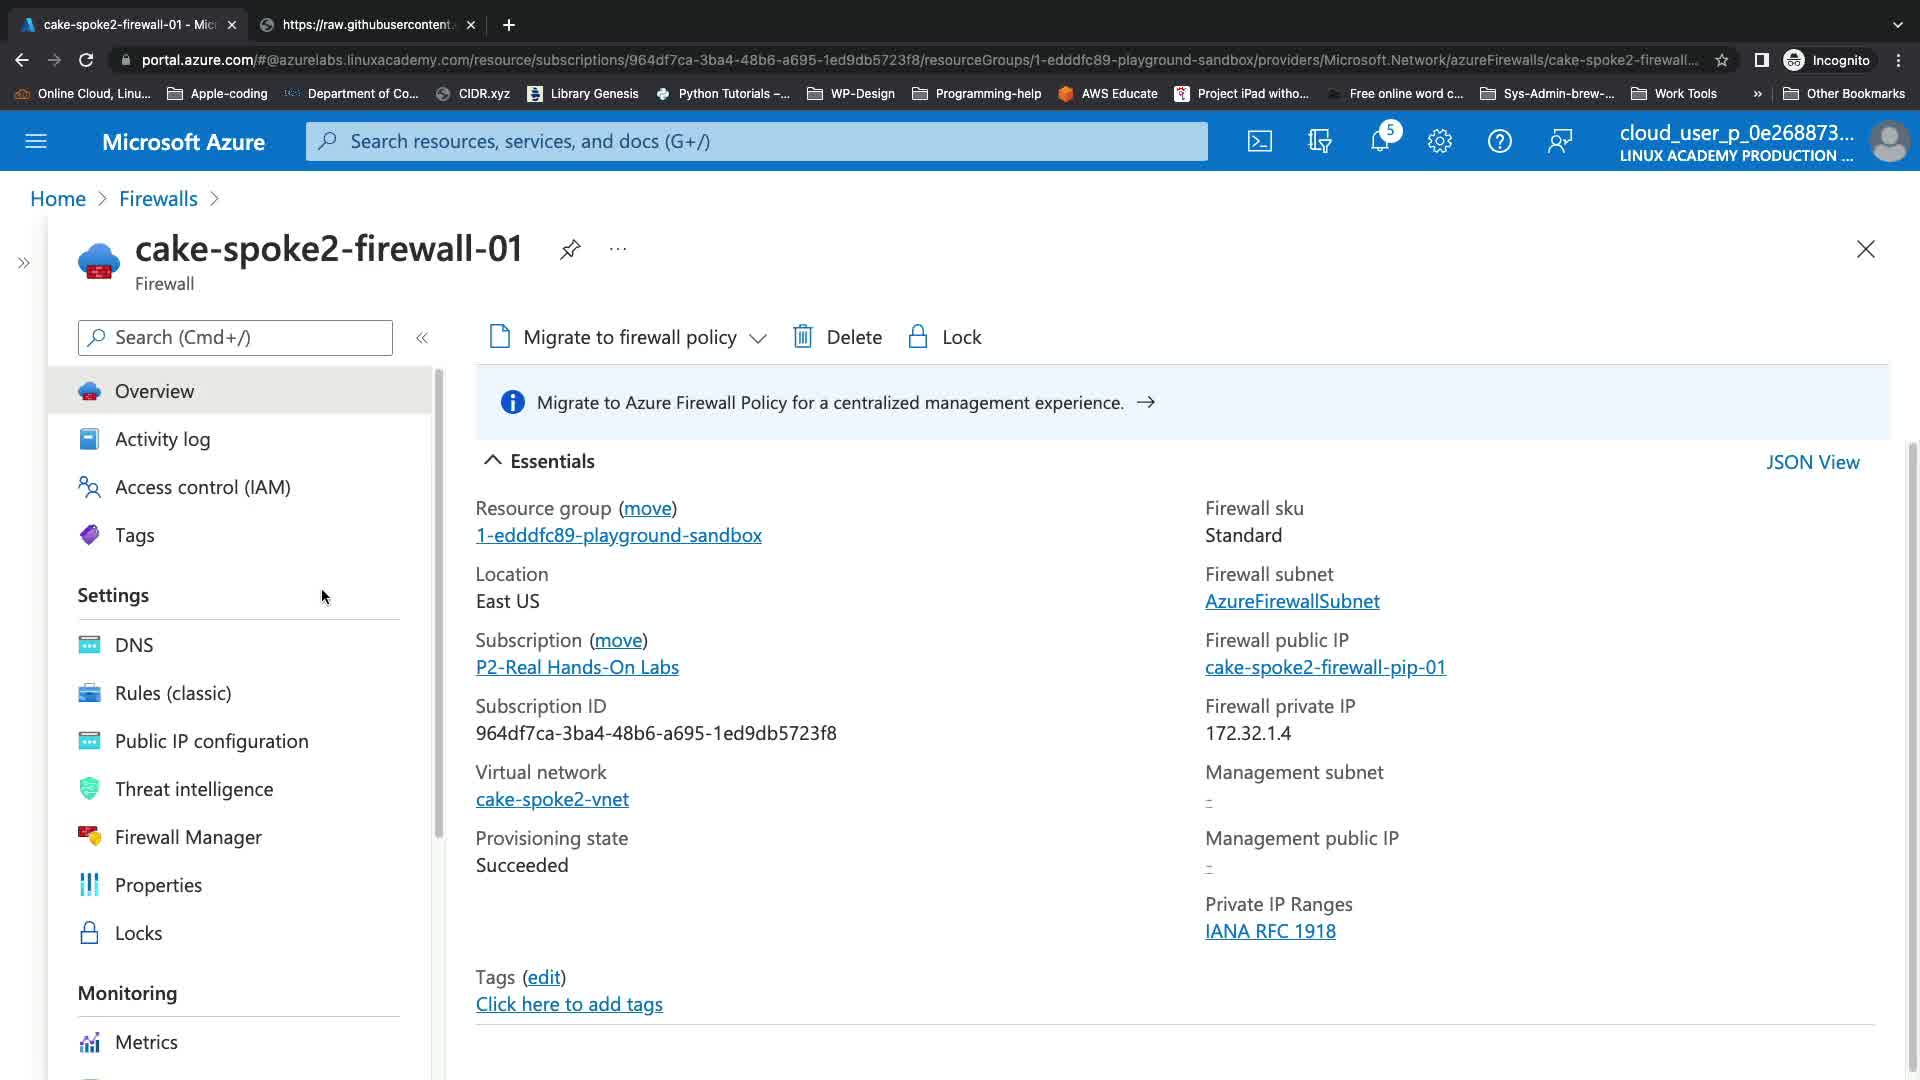 cake-spoke2-firewall-01 - Mic
https://raw.githubusercontent.
portal.azure.com/#@azurelabs.linuxacademy.com/resource/subscriptions/964df7ca-3ba4-48b6-a695-1ed9db5723f8/resourceGroups/1-edddfc89-playground-sandbox/providers/Microsoft.Network/azureFirewalls/cake-spoke2-firewall...
Incognito
Online Cloud, Linu... Apple-coding Department of Co... CIDR.xyz Library Genesis Python Tutorials –... WP-Design Programming-help AWS Educate Project iPad witho... Free online word c... Sys-Admin-brew-... Work Tools » Other Bookmarks
Microsoft Azure
Search resources, services, and docs (G+/)
5
cloud_user_p_0e268873...
LINUX ACADEMY PRODUCTION ...
Home > Firewalls >
cake-spoke2-firewall-01
...
Firewall
Search (Cmd+/)
Migrate to firewall policy
Delete
Lock
Overview
Activity log
Access control (IAM)
Tags
Settings
DNS
Rules (classic)
Public IP configuration
Threat intelligence
Firewall Manager
Properties
Locks
Monitoring
Metrics
Migrate to Azure Firewall Policy for a centralized management experience. →
Essentials
JSON View
Resource group (move)
1-edddfc89-playground-sandbox
Location
East US
Subscription (move)
P2-Real Hands-On Labs
Subscription ID
964df7ca-3ba4-48b6-a695-1ed9db5723f8
Virtual network
cake-spoke2-vnet
Provisioning state
Succeeded
Firewall sku
Standard
Firewall subnet
AzureFirewallSubnet
Firewall public IP
cake-spoke2-firewall-pip-01
Firewall private IP
172.32.1.4
Management subnet
-
Management public IP
-
Private IP Ranges
IANA RFC 1918
Tags (edit)
Click here to add tags